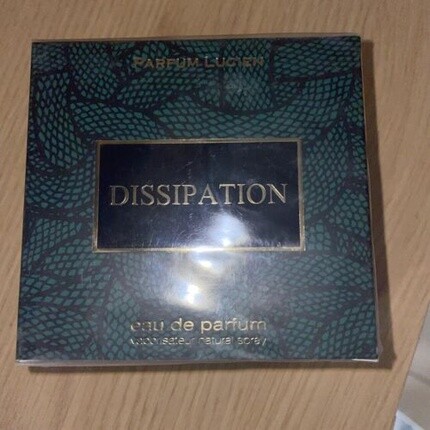 PARFUM LUCIEN
DISSIPATION
eau de parfum
vaporisateur natural spray